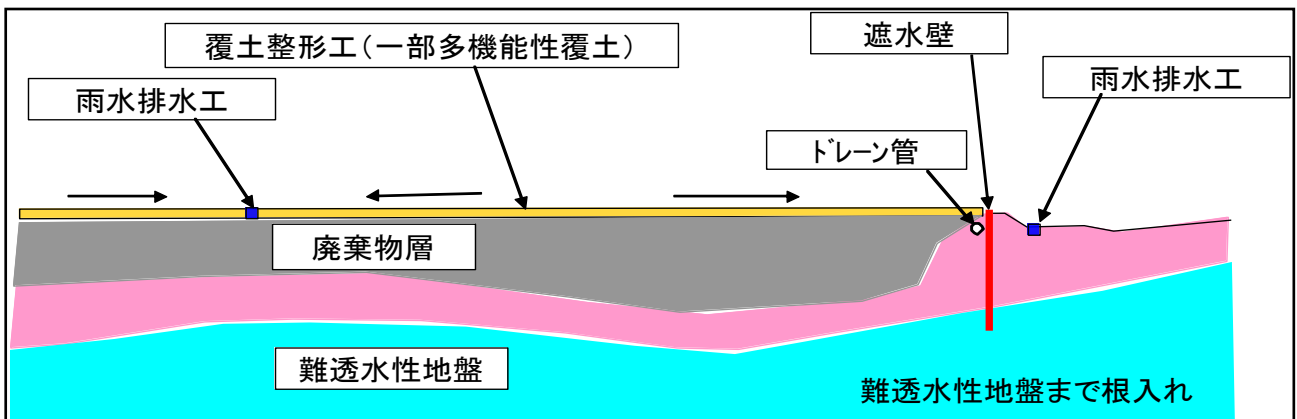 覆土整形工(一部多機能性覆土)
遮水壁
雨水排水工
雨水排水工
ドレーン管
廃棄物層
難透水性地盤
難透水性地盤まで根入れ